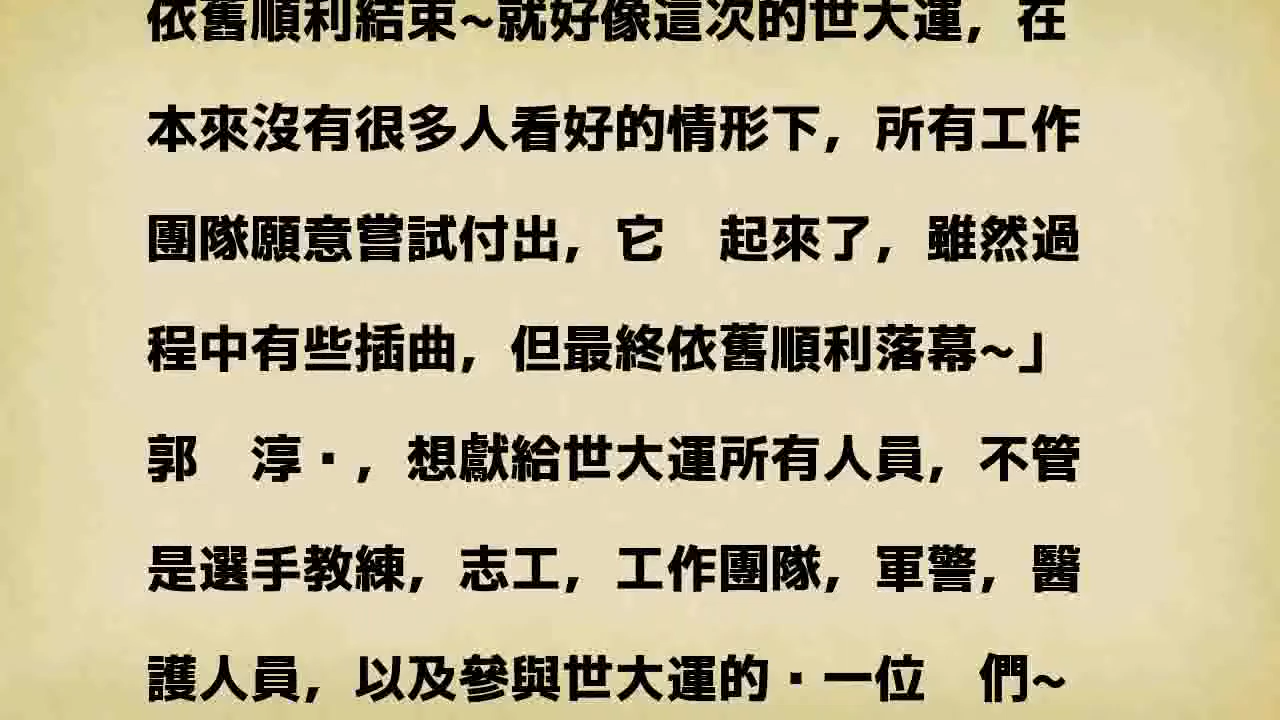 依舊順利結束~就好像這次的世大運，在
本來沒有很多人看好的情形下，所有工作
團隊願意嘗試付出，它　起來了，雖然過
程中有些插曲，但最終依舊順利落幕~」
郭　淳·，想獻給世大運所有人員，不管
是選手教練，志工，工作團隊，軍警，醫
護人員，以及參與世大運的·一位　們~